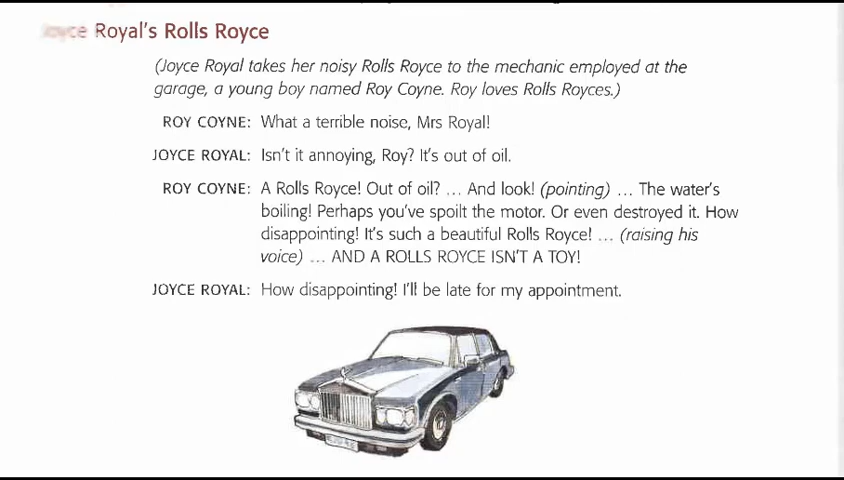 Joyce Royal's Rolls Royce
(Joyce Royal takes her noisy Rolls Royce to the mechanic employed at the
garage, a young boy named Roy Coyne. Roy loves Rolls Royces.)
ROY COYNE: What a terrible noise, Mrs Royal!
JOYCE ROYAL: Isn't it annoying, Roy? It's out of oil.
ROY COYNE: A Rolls Royce! Out of oil? ... And look! (pointing) ... The water's
boiling! Perhaps you've spoilt the motor. Or even destroyed it. How
disappointing! It's such a beautiful Rolls Royce! ... (raising his
voice) ... AND A ROLLS ROYCE ISN'T A TOY!
JOYCE ROYAL: How disappointing! I'll be late for my appointment.